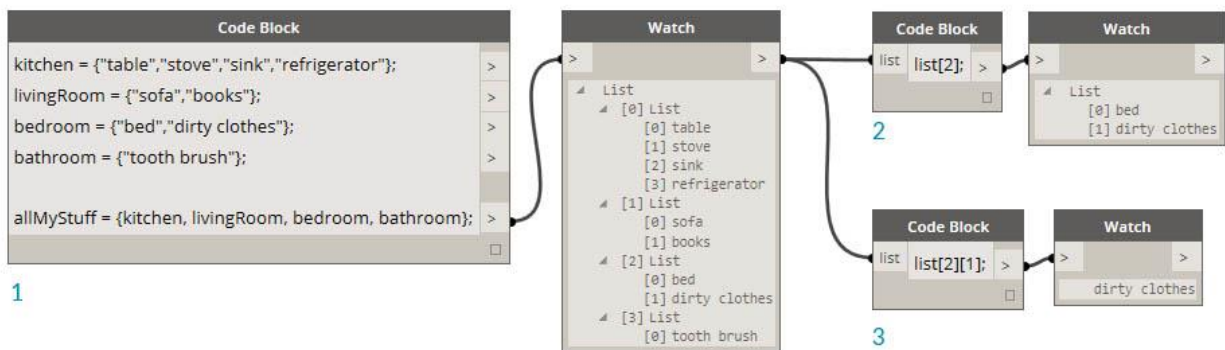 Code Block
kitchen = {"table","stove","sink","refrigerator"}; >
livingRoom = {"sofa","books"}; >
bedroom = {"bed","dirty clothes"}; >
bathroom = {"tooth brush"}; >
allMyStuff = {kitchen, livingRoom, bedroom, bathroom}; >
1
Watch
> >
List
[0] List
[0] table
[1] stove
[2] sink
[3] refrigerator
[1] List
[0] sofa
[1] books
[2] List
[0] bed
[1] dirty clothes
[3] List
[0] tooth brush
Code Block
list list[2]; >
2
Watch
> >
List
[0] bed
[1] dirty clothes
Code Block
list list[2][1]; >
3
Watch
> >
dirty clothes